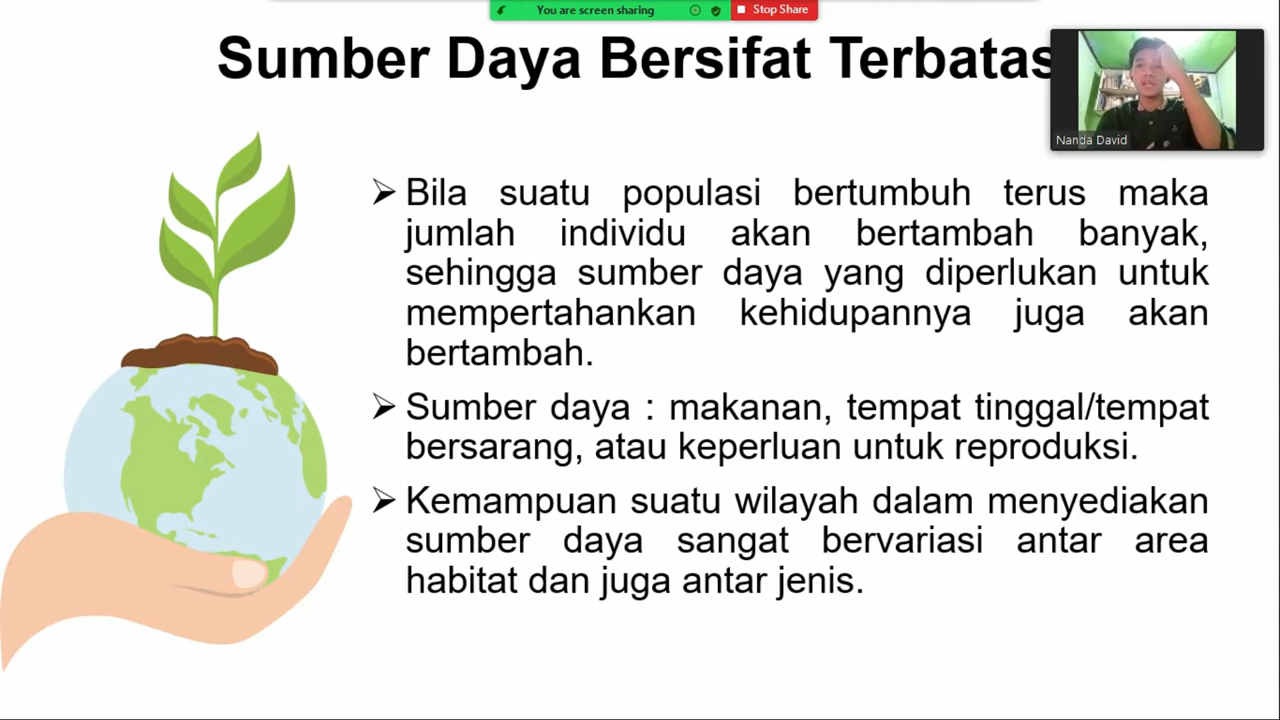 You are screen sharing
Stop Share
Sumber Daya Bersifat Terbatas
Nanda David
➢ Bila suatu populasi bertumbuh terus maka
jumlah individu akan bertambah banyak,
sehingga sumber daya yang diperlukan untuk
mempertahankan kehidupannya juga akan
bertambah.
➢ Sumber daya : makanan, tempat tinggal/tempat
bersarang, atau keperluan untuk reproduksi.
➢ Kemampuan suatu wilayah dalam menyediakan
sumber daya sangat bervariasi antar area
habitat dan juga antar jenis.